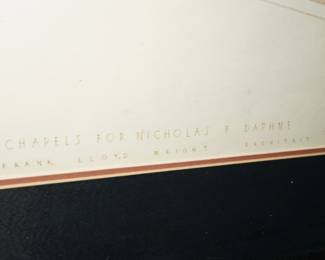 CHAPELS FOR NICHOLAS P DAPHNE
FRANK LLOYD WRIGHT ARCHITECT